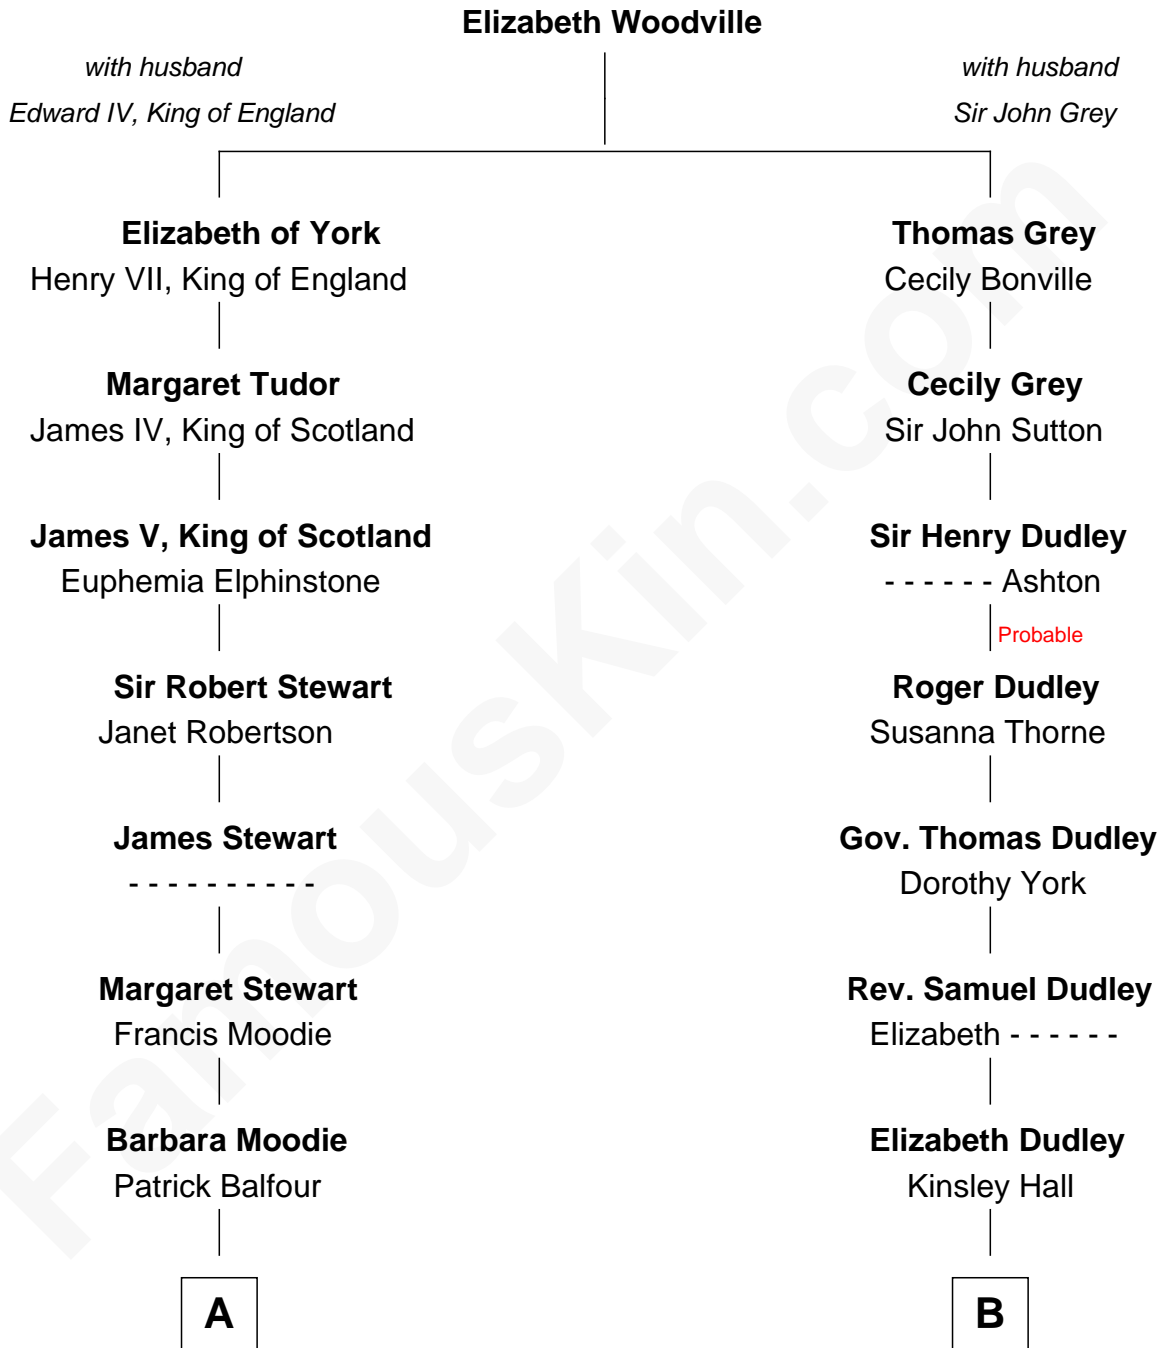 Elizabeth Woodville
with husband
Edward IV, King of England
with husband
Sir John Grey
Elizabeth of York
Henry VII, King of England
Thomas Grey
Cecily Bonville
Margaret Tudor
James IV, King of Scotland
Cecily Grey
Sir John Sutton
James V, King of Scotland
Euphemia Elphinstone
Sir Henry Dudley
- - - - - - Ashton
Probable
Sir Robert Stewart
Janet Robertson
Roger Dudley
Susanna Thorne
James Stewart
- - - - - - - - - -
Gov. Thomas Dudley
Dorothy York
Margaret Stewart
Francis Moodie
Rev. Samuel Dudley
Elizabeth - - - - - -
Barbara Moodie
Patrick Balfour
Elizabeth Dudley
Kinsley Hall
A
B
FamousKin.com